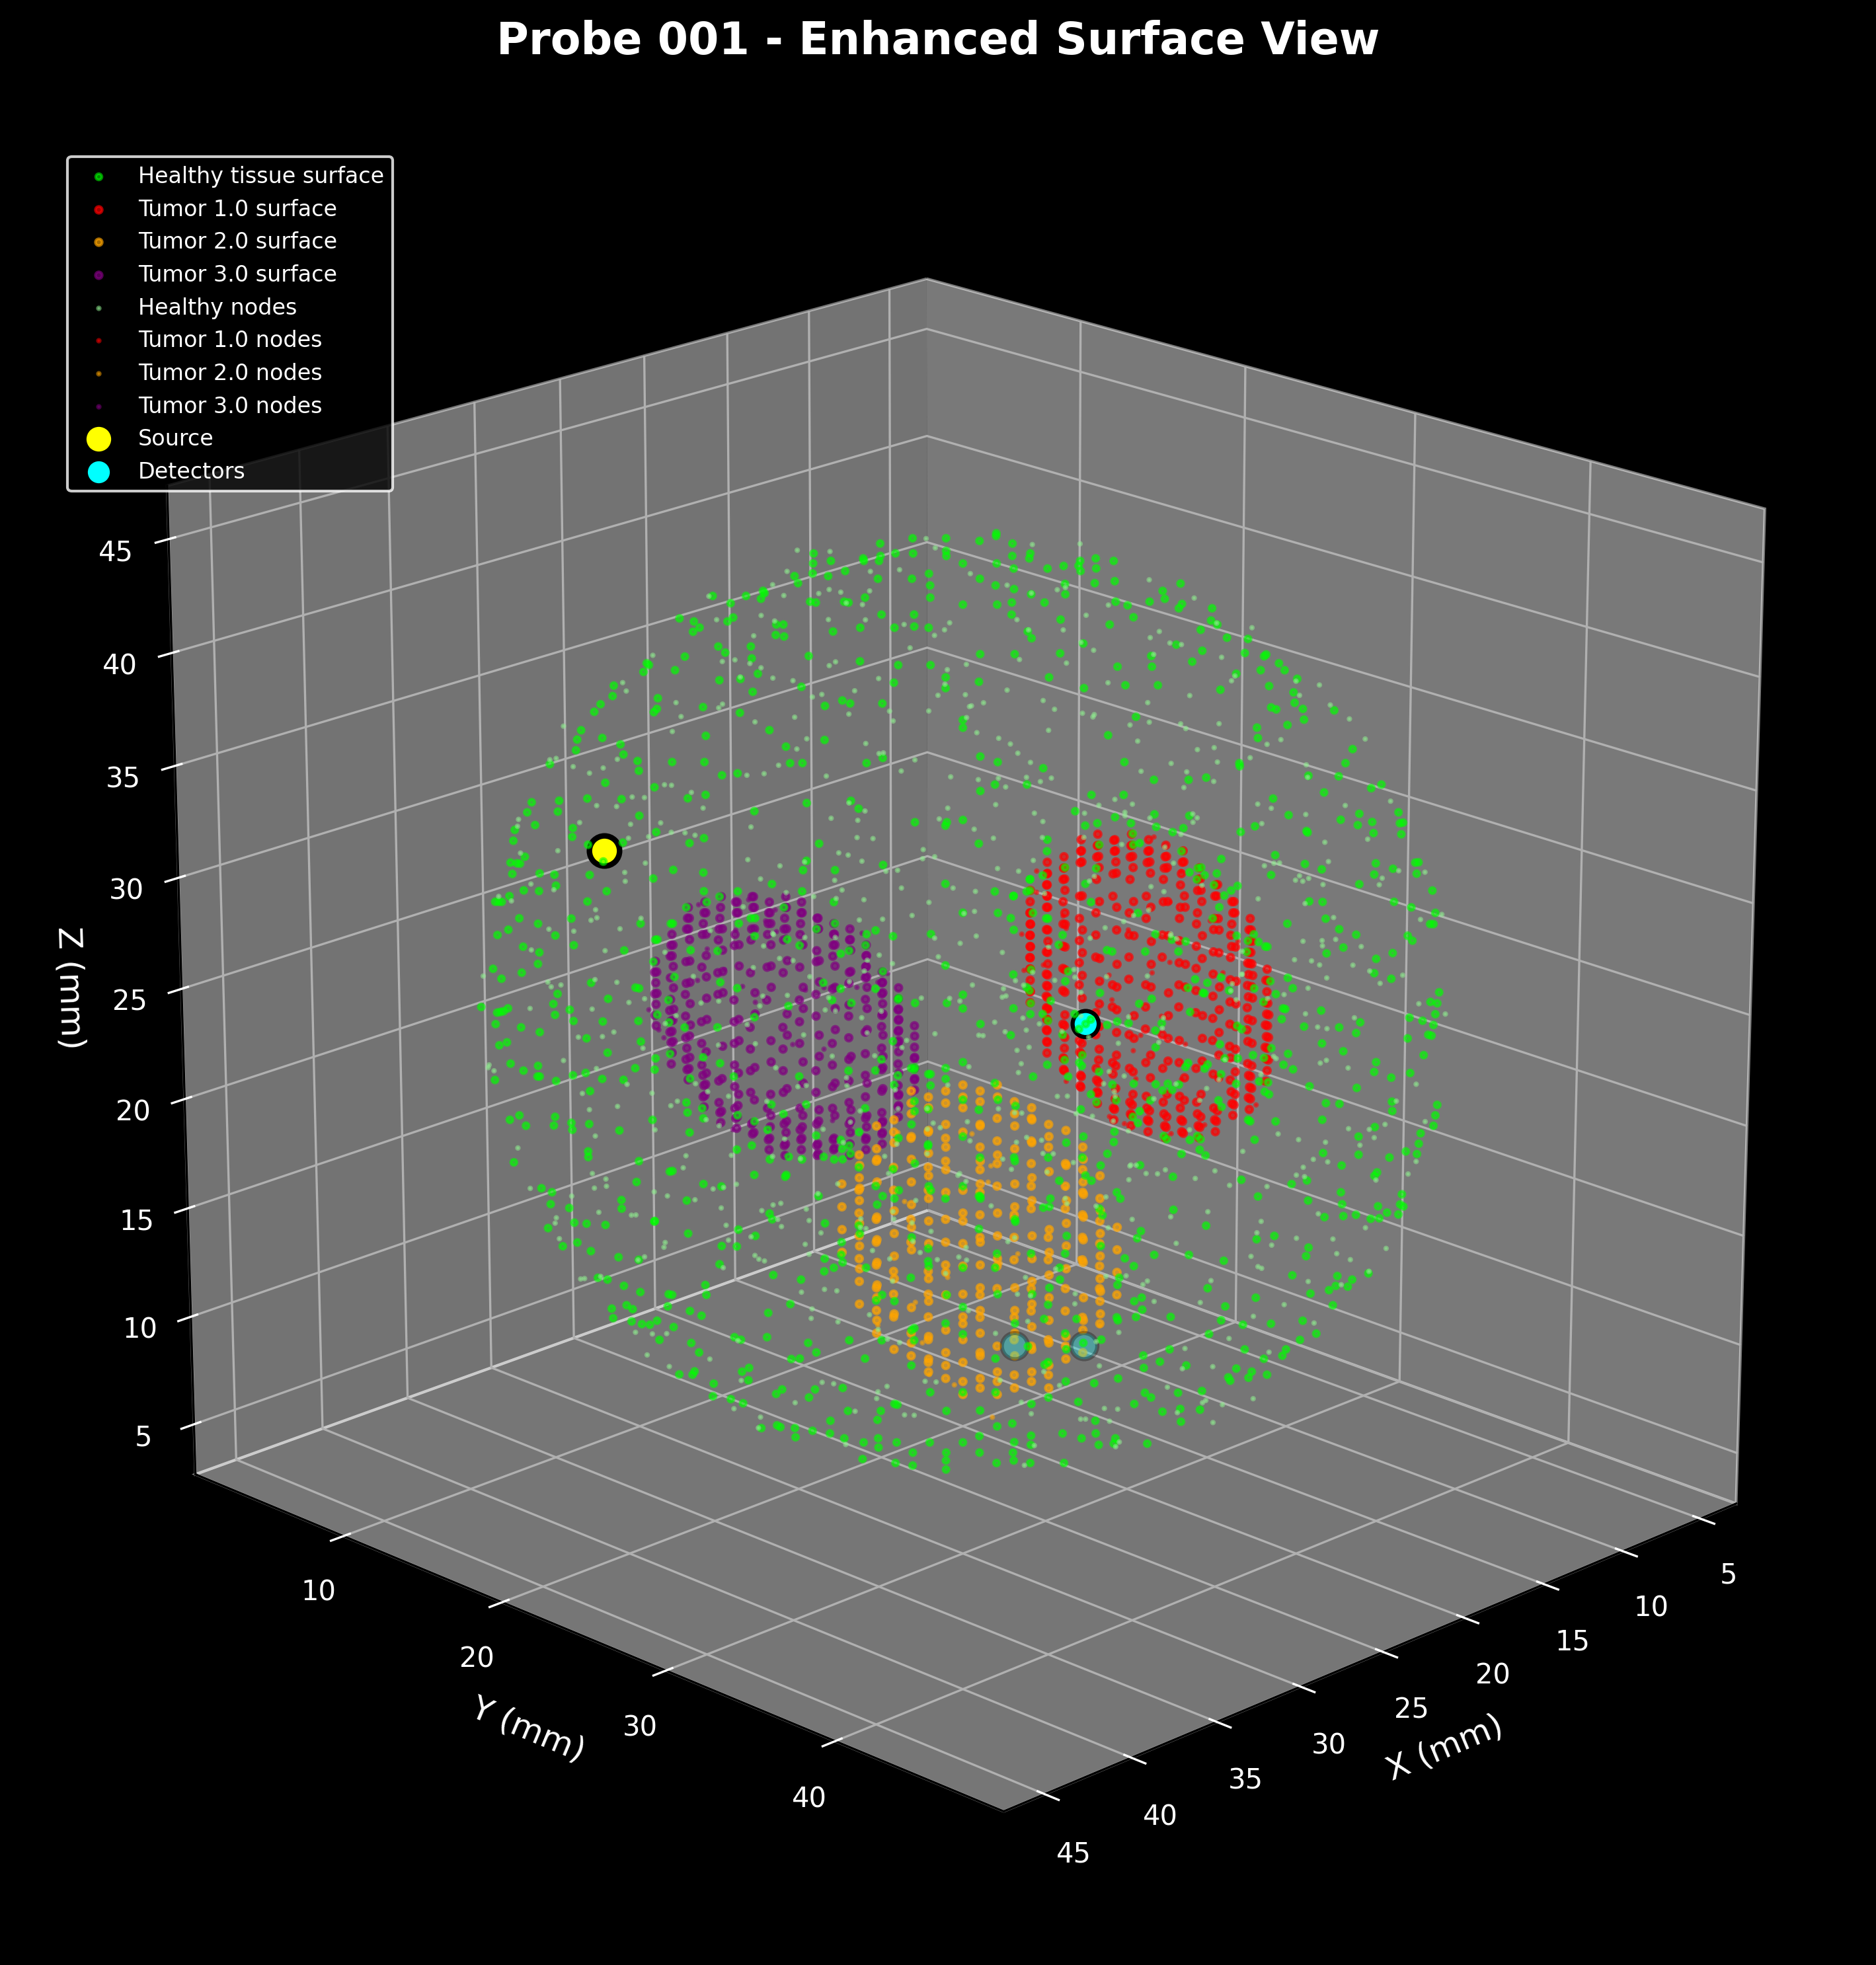 Probe 001 - Enhanced Surface View
Healthy tissue surface
Tumor 1.0 surface
Tumor 2.0 surface
Tumor 3.0 surface
Healthy nodes
Tumor 1.0 nodes
Tumor 2.0 nodes
Tumor 3.0 nodes
Source
Detectors
45
40
35
30
25
20
15
10
5
Z (mm)
10
20
30
40
Y (mm)
5
10
15
20
25
30
35
40
45
X (mm)